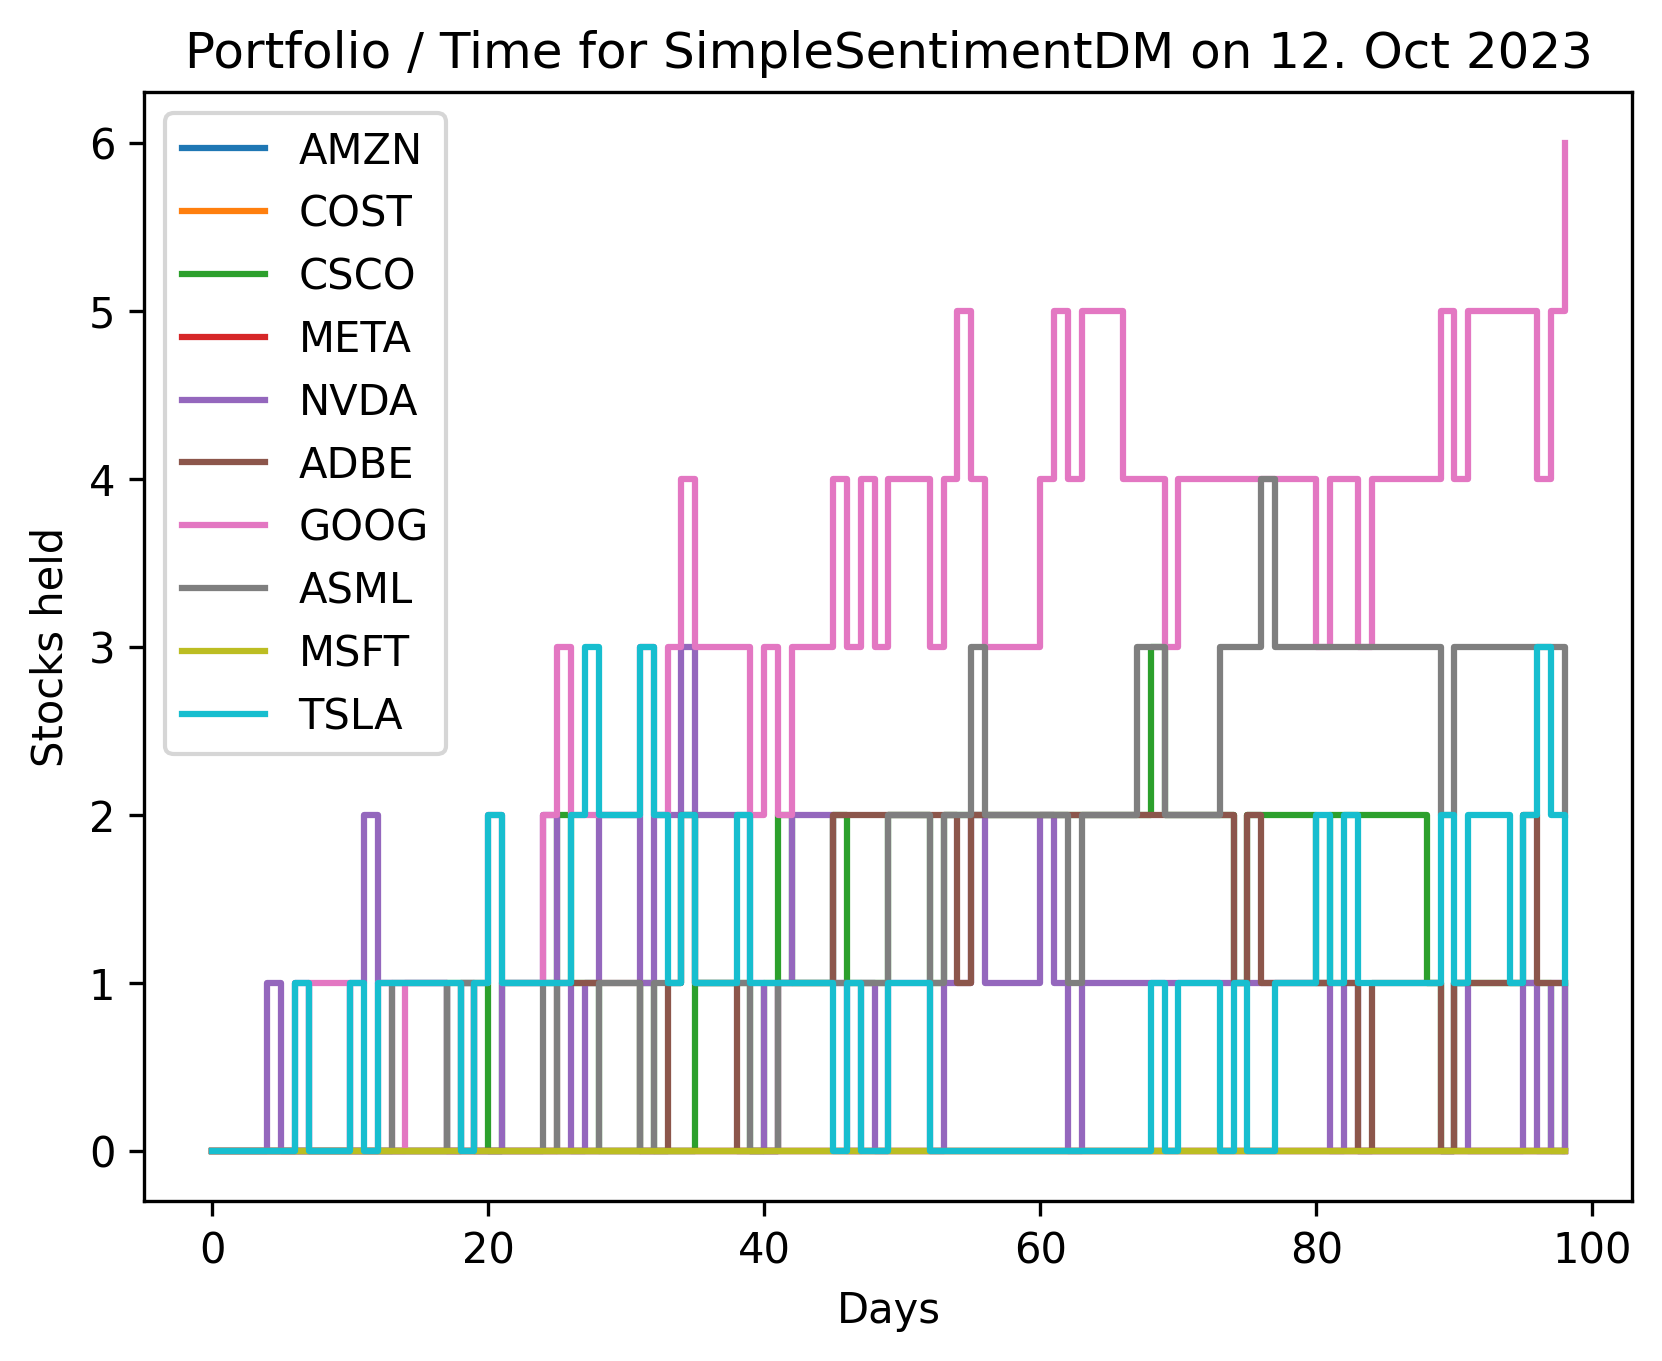 Portfolio / Time for SimpleSentimentDM on 12. Oct 2023
AMZN
COST
CSCO
META
NVDA
ADBE
GOOG
ASML
MSFT
TSLA
Stocks held
6
5
4
3
2
1
0
0 20 40 60 80 100
Days